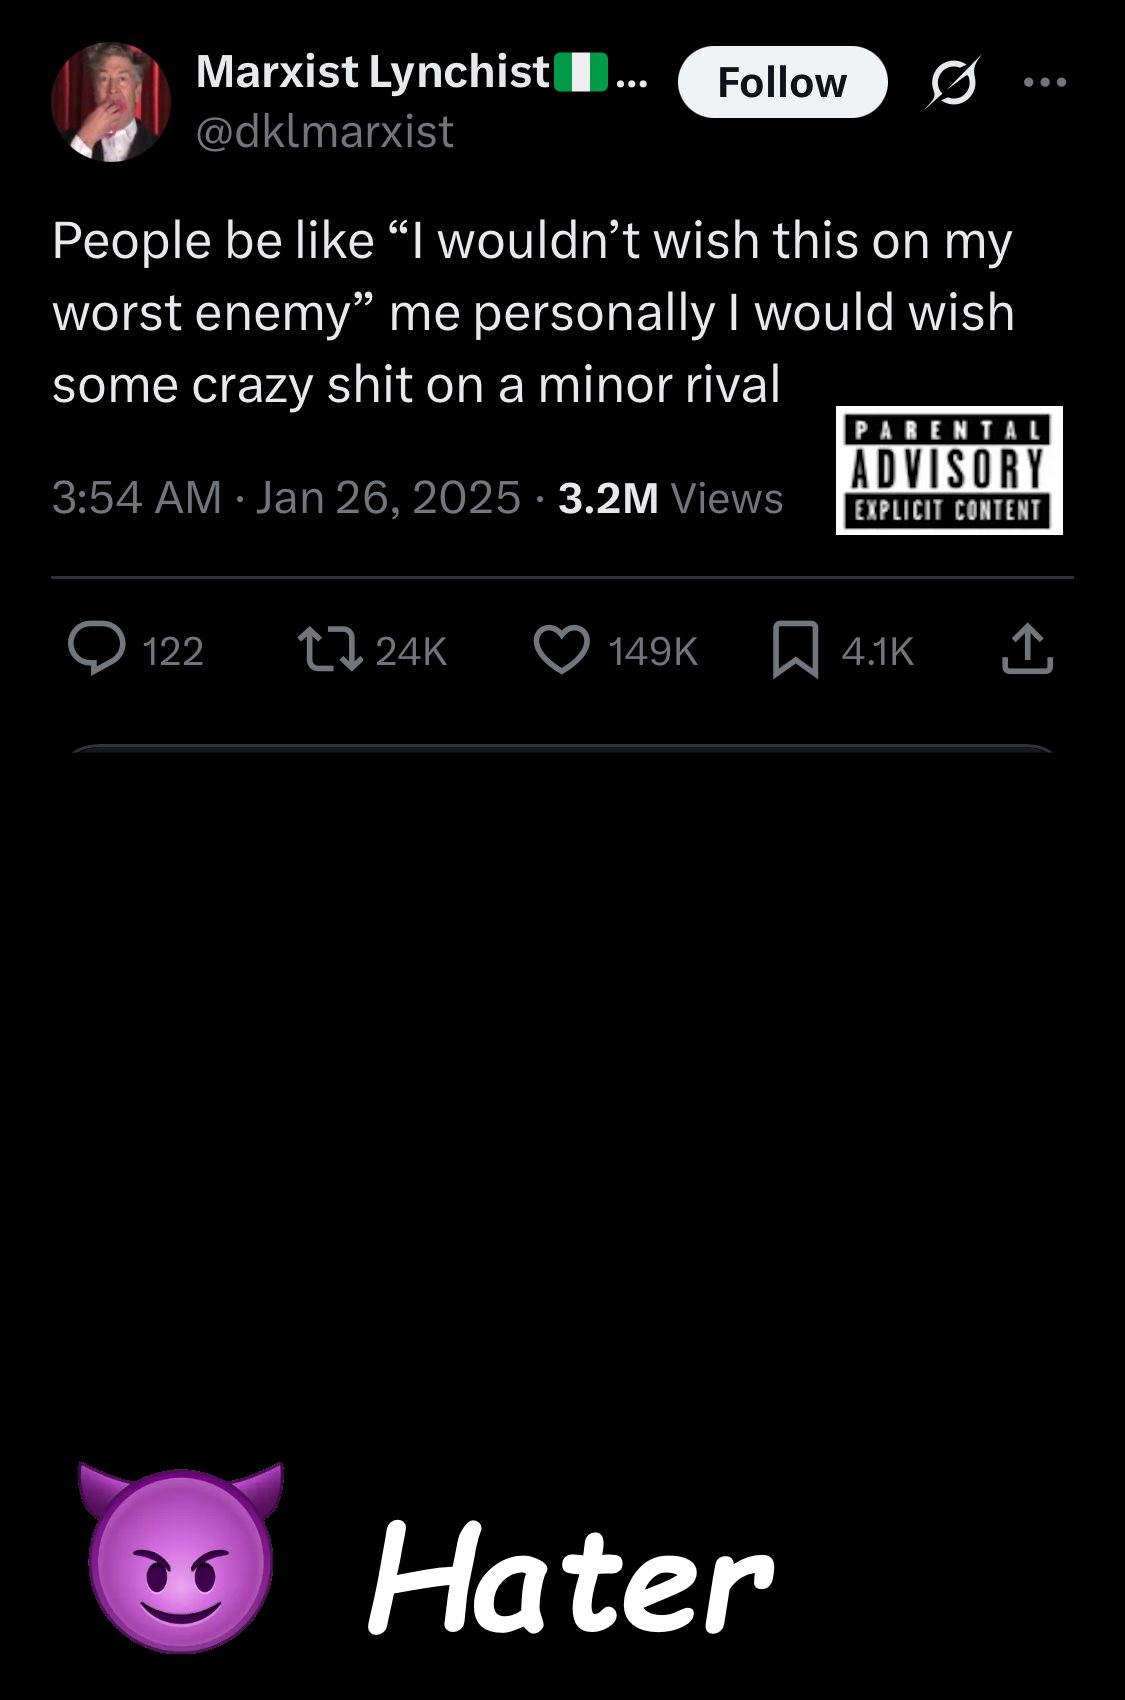 Marxist Lynchist🇳🇬...
Follow
@dklmarxist
People be like “I wouldn’t wish this on my
worst enemy” me personally I would wish
some crazy shit on a minor rival
PARENTAL
ADVISORY
EXPLICIT CONTENT
3:54 AM · Jan 26, 2025 · 3.2M Views
122 24K 149K 4.1K
Hater